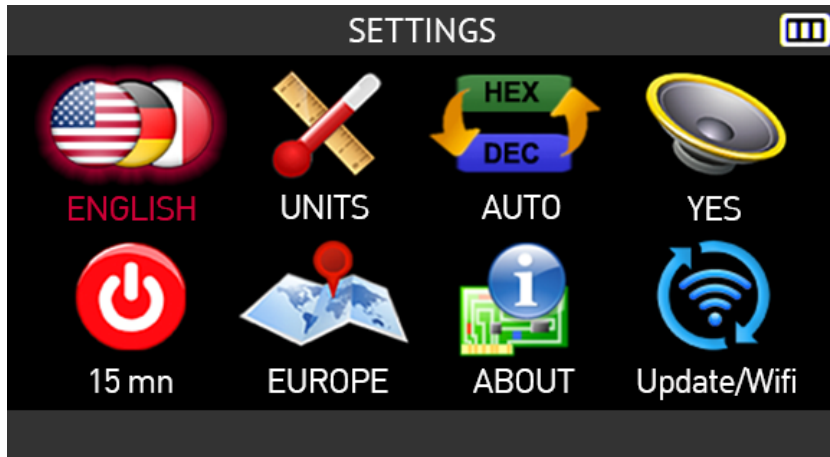 SETTINGS
HEX
DEC
ENGLISH UNITS AUTO YES
15 mn EUROPE ABOUT Update/Wifi